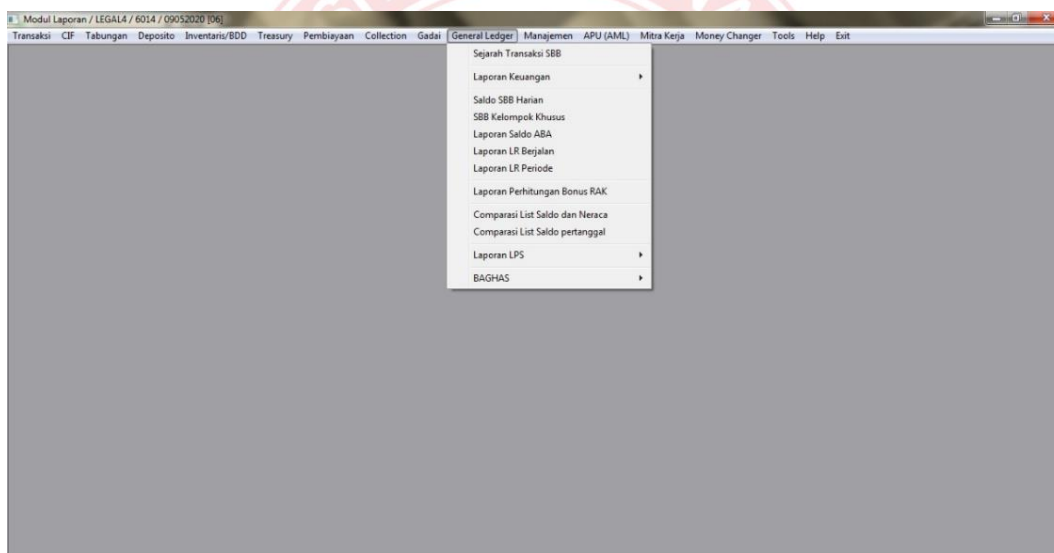 Modul Laporan / LEGAL4 / 6014 / 09052020 [06]
Transaksi CIF Tabungan Deposito Inventaris/BDD Treasury Pembiayaan Collection Gadai General Ledger Manajemen APU (AML) Mitra Kerja Money Changer Tools Help Exit
Sejarah Transaksi SBB
Laporan Keuangan
Saldo SBB Harian
SBB Kelompok Khusus
Laporan Saldo ABA
Laporan LR Berjalan
Laporan LR Periode
Laporan Perhitungan Bonus RAK
Comparasi List Saldo dan Neraca
Comparasi List Saldo pertanggal
Laporan LPS
BAGHAS